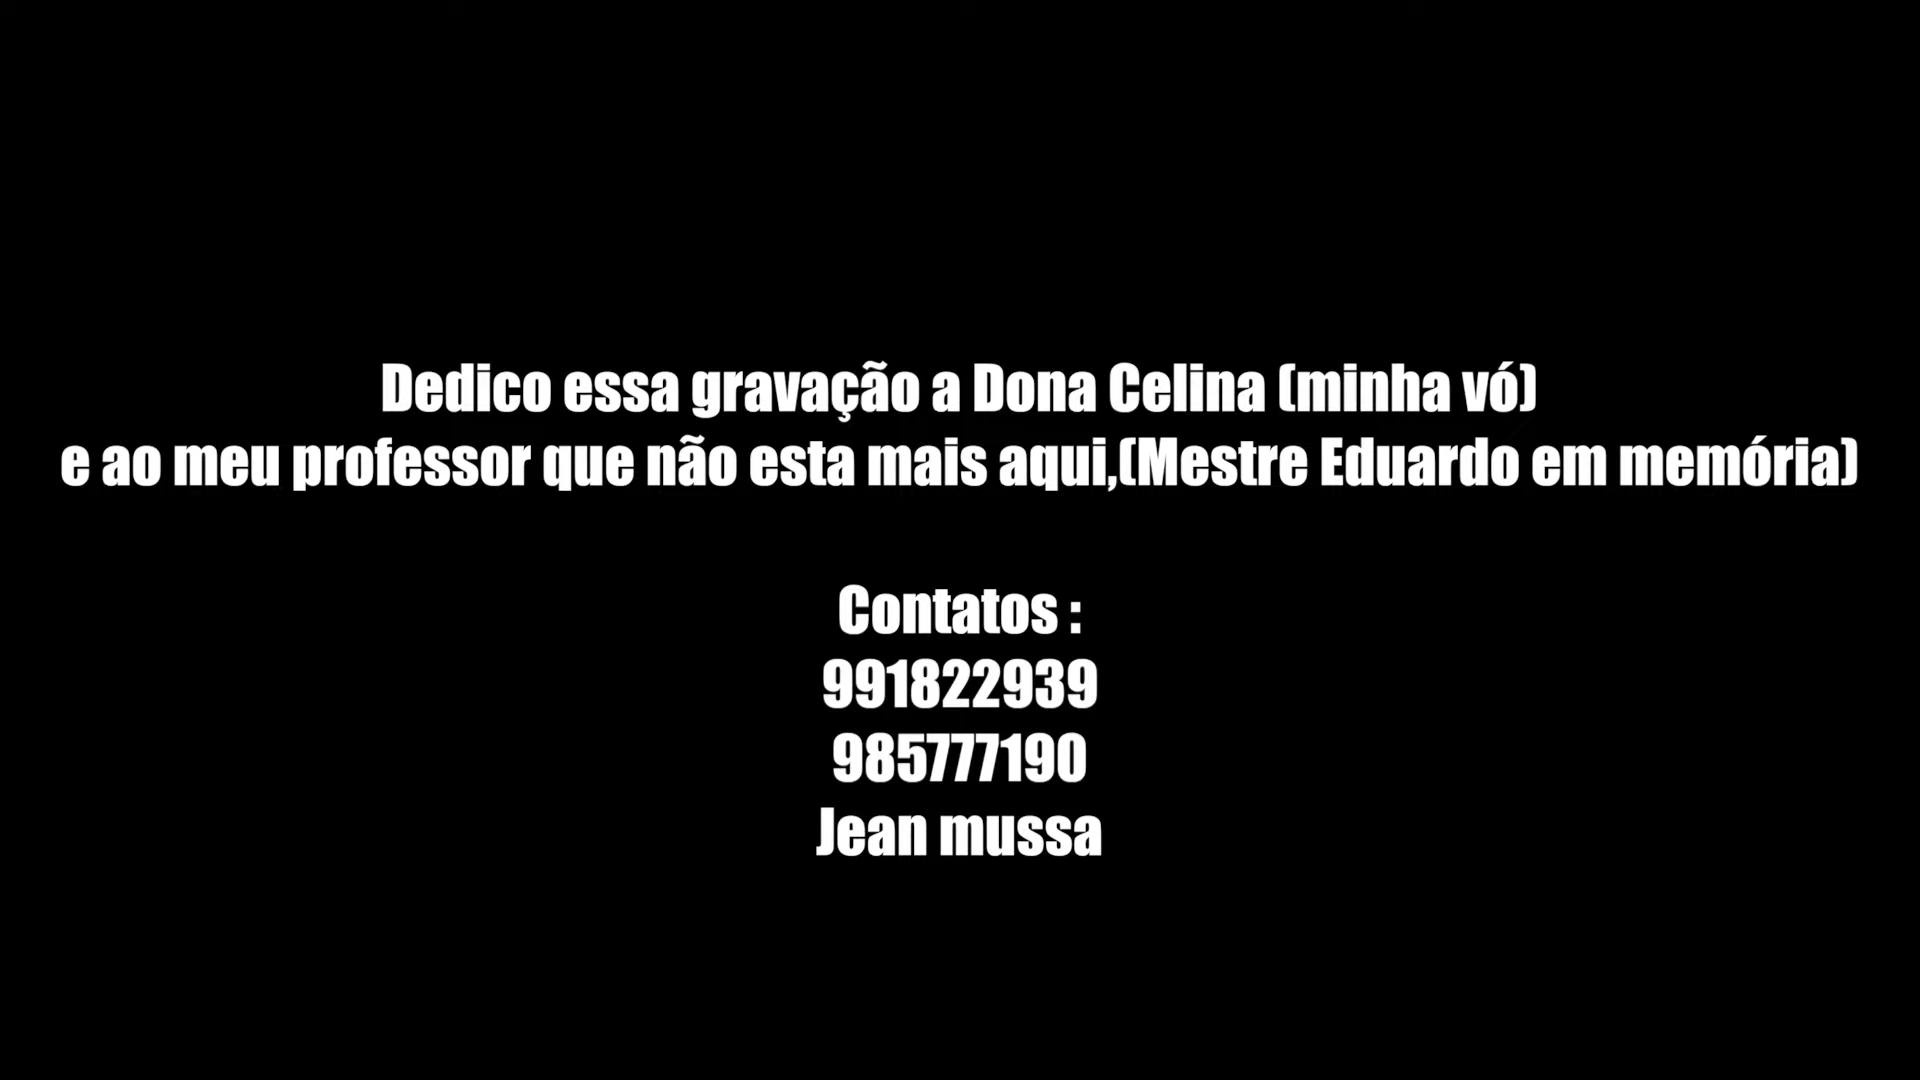 Dedico essa gravação a Dona Celina (minha vó)
e ao meu professor que não esta mais aqui,(Mestre Eduardo em memória)
Contatos :
991822939
985777190
Jean mussa